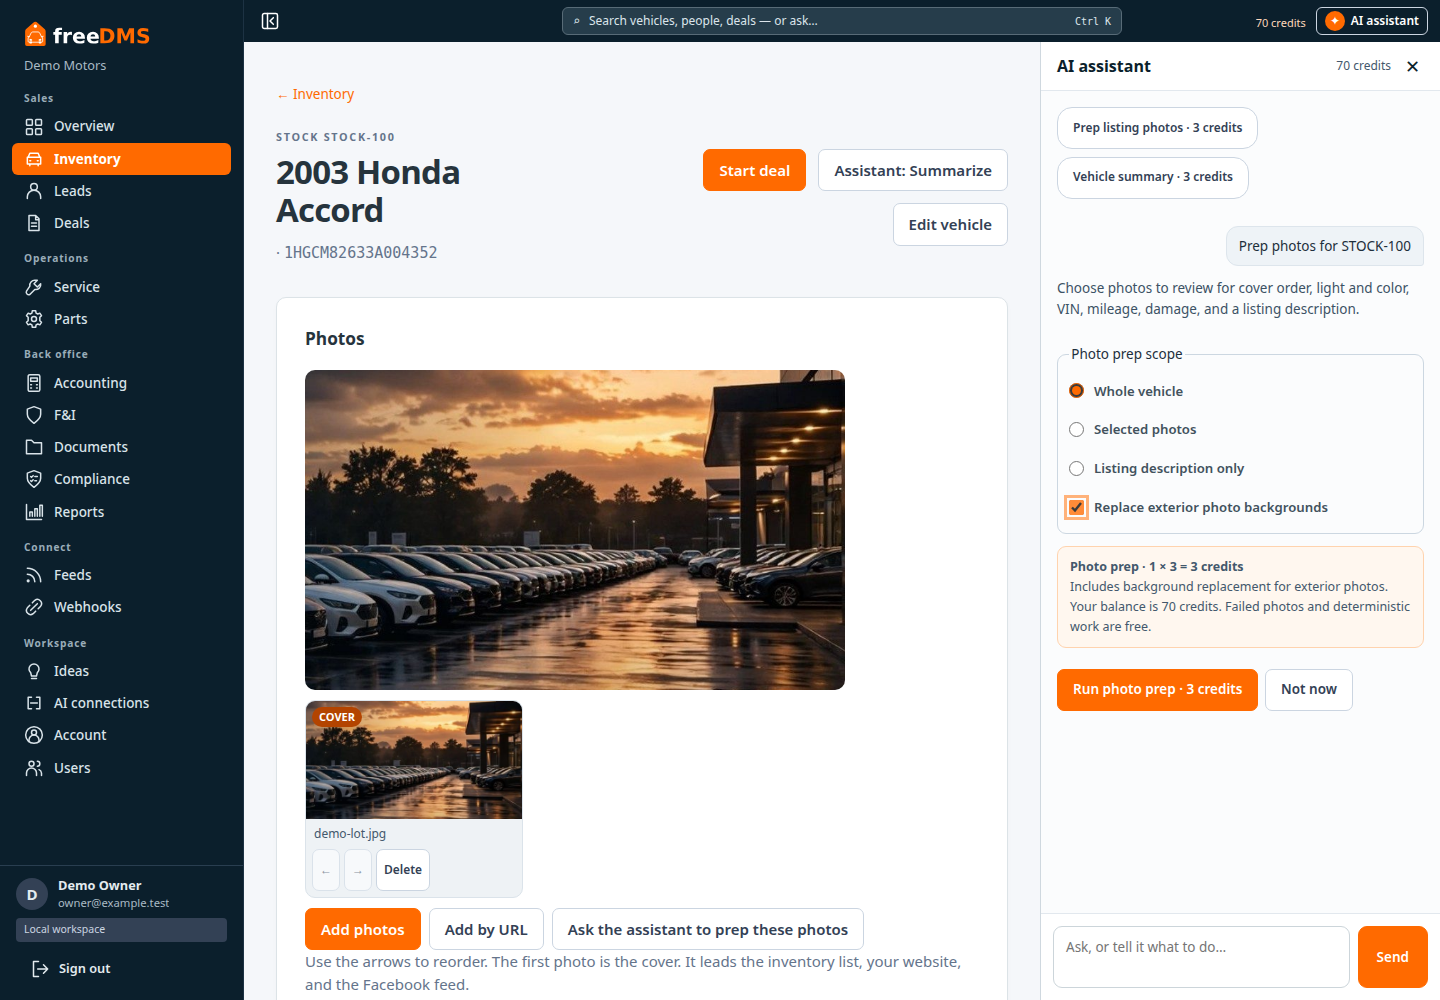 freeDMS
Demo Motors
Sales
Overview
Inventory
Leads
Deals
Operations
Service
Parts
Back office
Accounting
F&I
Documents
Compliance
Reports
Connect
Feeds
Webhooks
Workspace
Ideas
AI connections
Account
Users
D
Demo Owner
owner@example.test
Local workspace
Sign out
Search vehicles, people, deals — or ask...
Ctrl K
70 credits
AI assistant
← Inventory
STOCK STOCK-100
2003 Honda
Accord
· 1HGCM82633A004352
Start deal
Assistant: Summarize
Edit vehicle
Photos
COVER
demo-lot.jpg
←
→
Delete
Add photos
Add by URL
Ask the assistant to prep these photos
Use the arrows to reorder. The first photo is the cover. It leads the inventory list, your website,
and the Facebook feed.
AI assistant
70 credits
Prep listing photos · 3 credits
Vehicle summary · 3 credits
Prep photos for STOCK-100
Choose photos to review for cover order, light and color,
VIN, mileage, damage, and a listing description.
Photo prep scope
Whole vehicle
Selected photos
Listing description only
Replace exterior photo backgrounds
Photo prep · 1 × 3 = 3 credits
Includes background replacement for exterior photos.
Your balance is 70 credits. Failed photos and deterministic
work are free.
Run photo prep · 3 credits
Not now
Ask, or tell it what to do...
Send